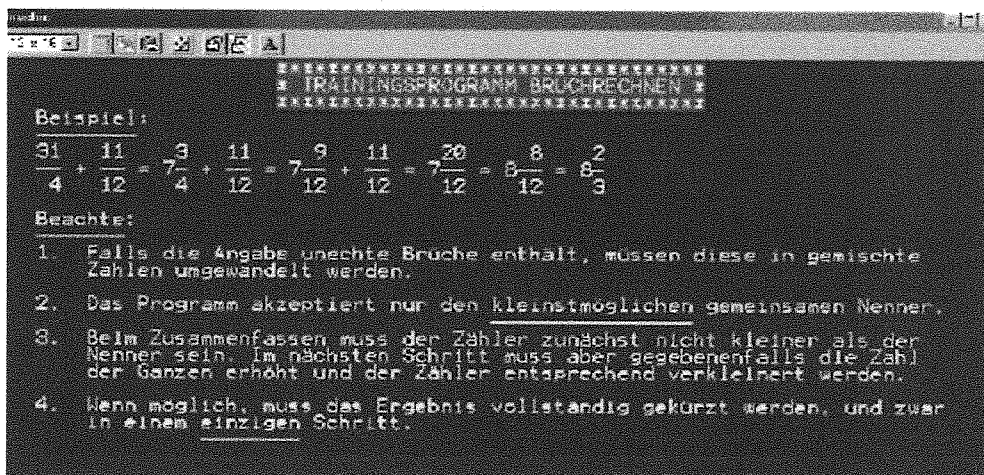 TRAININGSPROGRAMM BRUCHRECHNEN
Beispiel:
31/4 + 11/12 = 7 3/4 + 11/12 = 7 9/12 + 11/12 = 7 20/12 = 8 8/12 = 8 2/3
Beachte:
1. Falls die Angabe unechte Brüche enthält, müssen diese in gemischte
Zahlen umgewandelt werden.
2. Das Programm akzeptiert nur den kleinstmöglichen gemeinsamen Nenner.
3. Beim Zusammenfassen muss der Zähler zunächst nicht kleiner als der
Nenner sein. Im nächsten Schritt muss aber gegebenenfalls die Zahl
der Ganzen erhöht und der Zähler entsprechend verkleinert werden.
4. Wenn möglich, muss das Ergebnis vollständig gekürzt werden, und zwar
in einem einzigen Schritt.